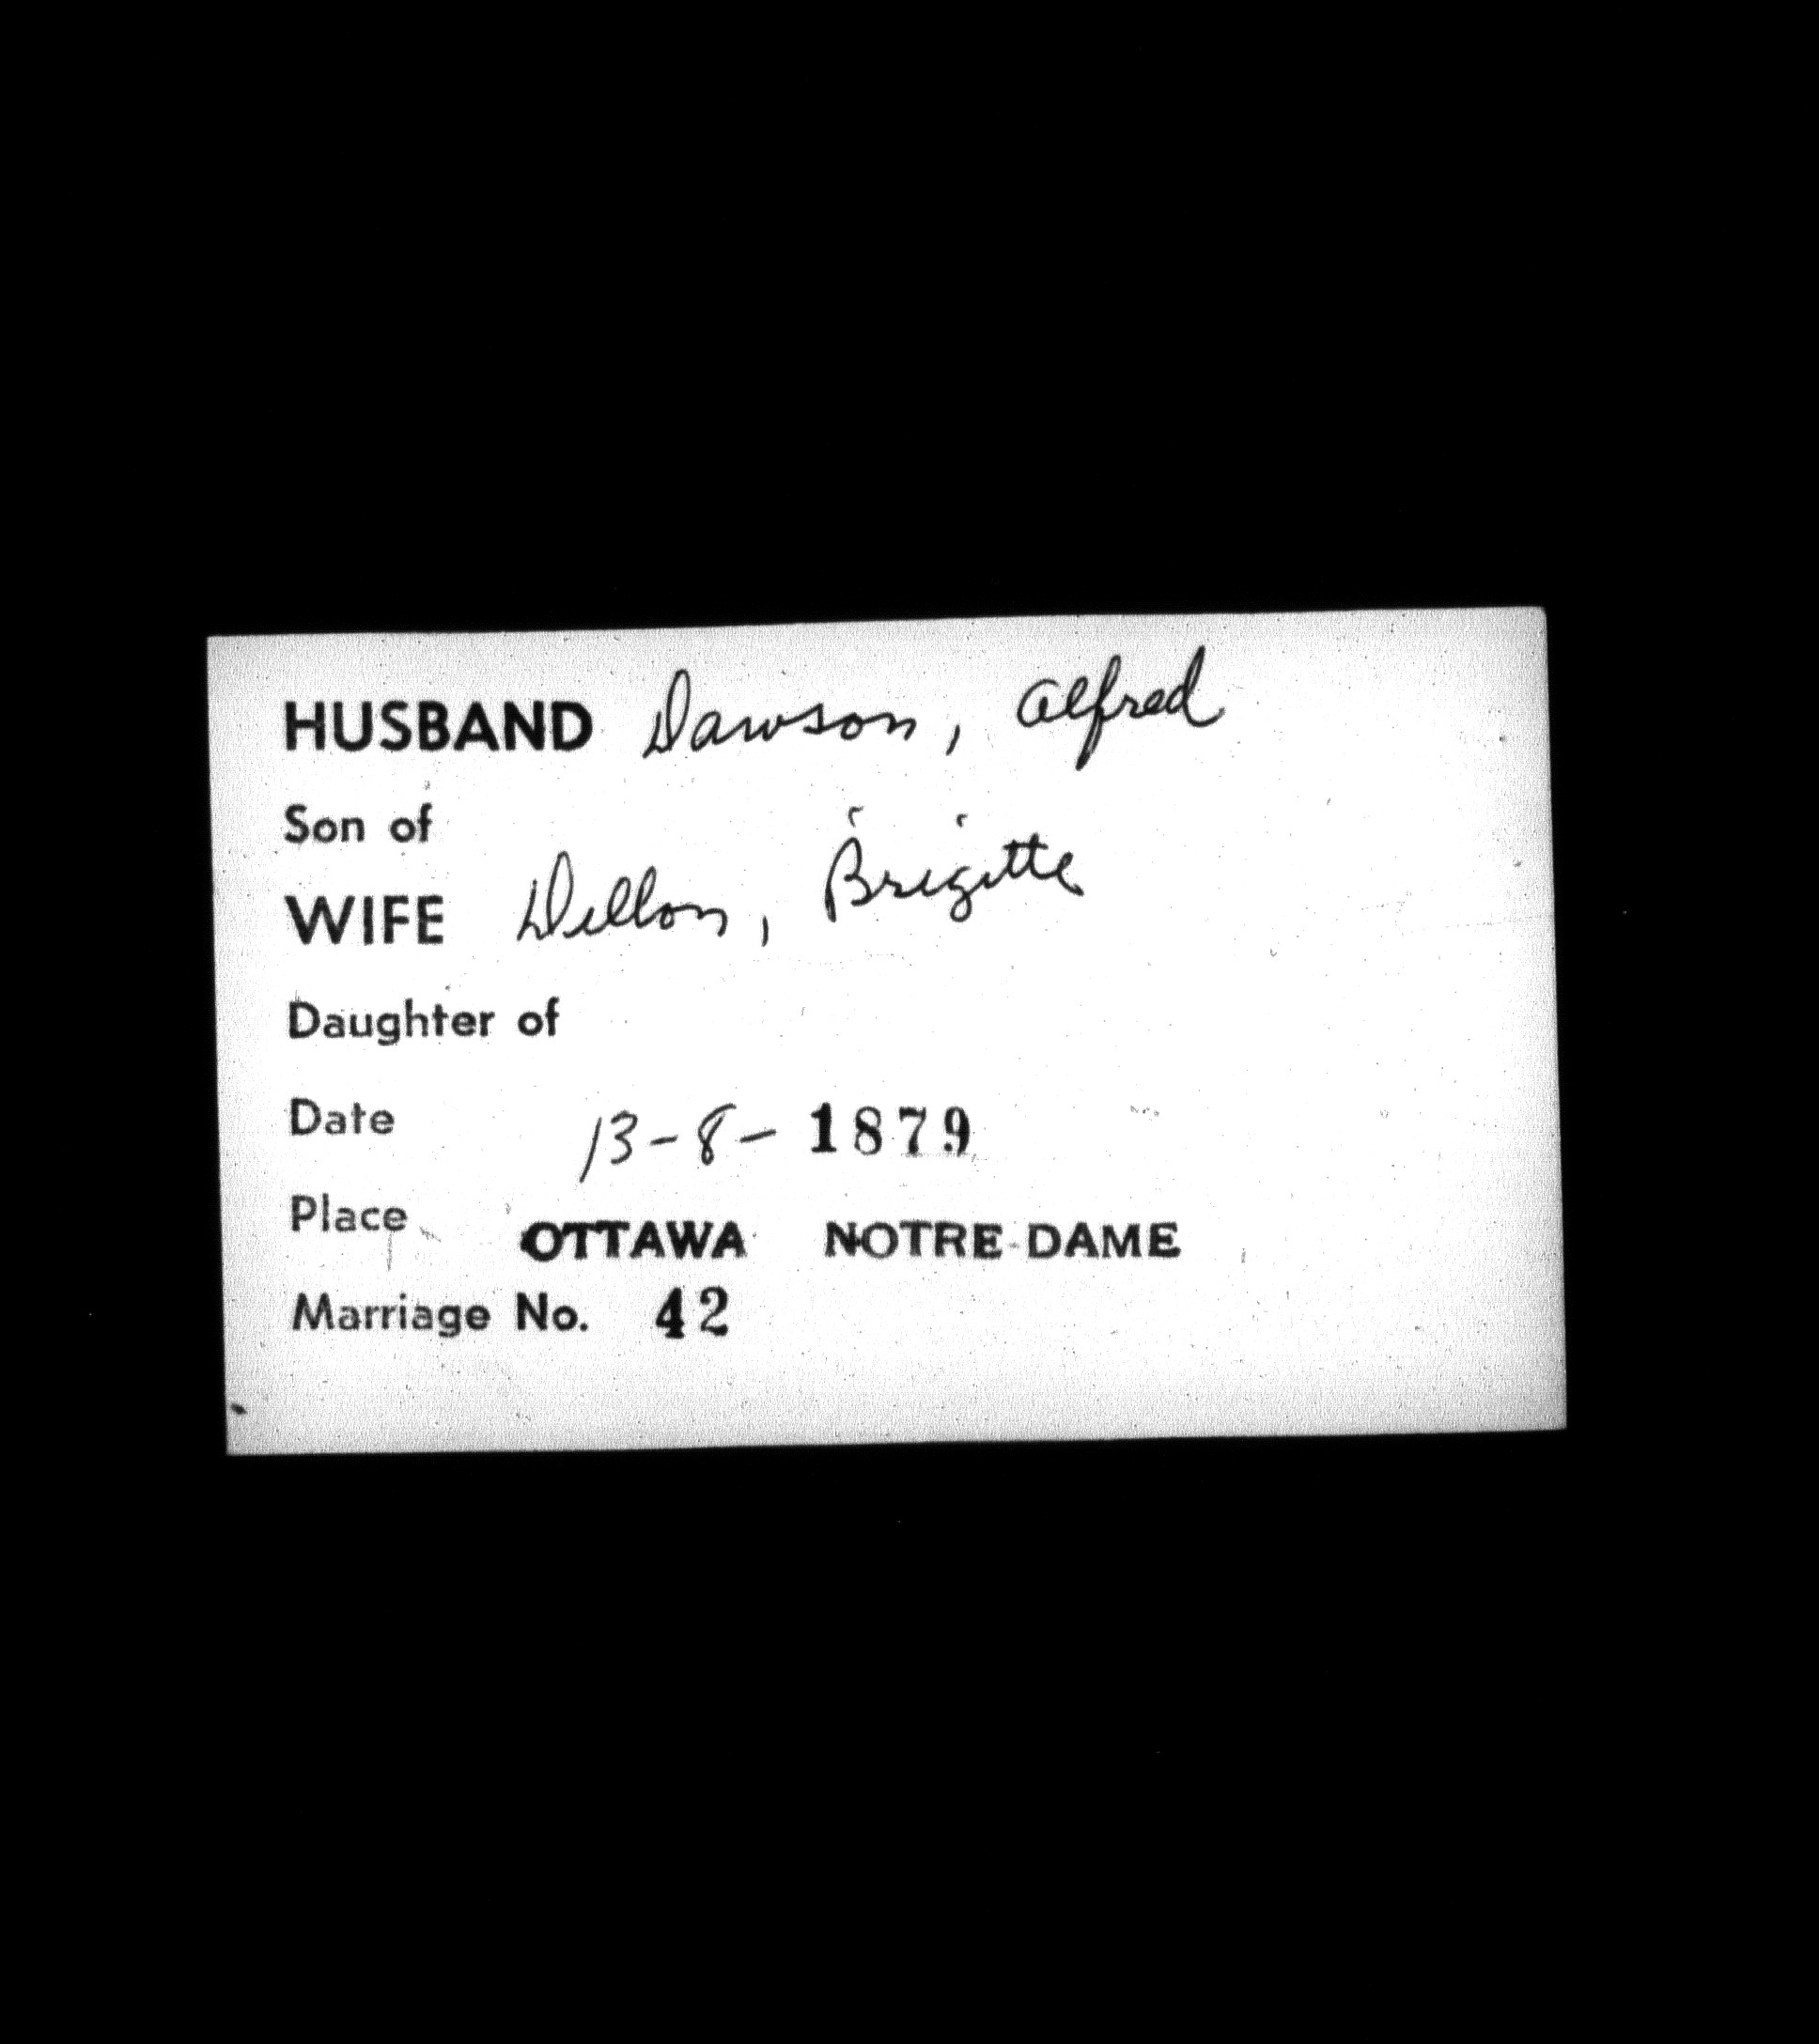 HUSBAND Dawson, Alfred
Son of
WIFE Dillon, Brigitte
Daughter of
Date 13-8-1879
Place OTTAWA NOTRE-DAME
Marriage No. 42